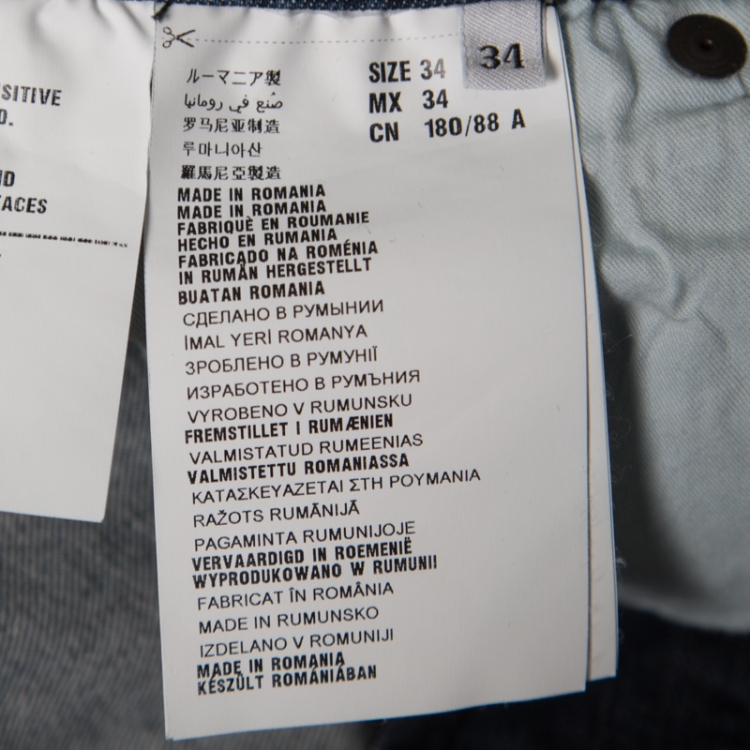 SITIVE
D.
ACES
34
ルーマニア製
صنع في رومانيا
罗马尼亚制造
루마니아산
羅馬尼亞製造
SIZE 34
MX 34
CN 180/88 A
MADE IN ROMANIA
MADE IN ROMANIA
FABRIQUÈ EN ROUMANIE
HECHO EN RUMANIA
FABRICADO NA ROMÉNIA
IN RUMÄN HERGESTELLT
BUATAN ROMANIA
СДЕЛАНО В РУМЫНИИ
İMAL YERİ ROMANYA
ЗРОБЛЕНО В РУМУНІЇ
ИЗРАБОТЕНО В РУМЪНИЯ
VYROBENO V RUMUNSKU
FREMSTILLET I RUMÆNIEN
VALMISTATUD RUMEENIAS
VALMISTETTU ROMANIASSA
ΚΑΤΑΣΚΕΥΑΖΕΤΑΙ ΣΤΗ ΡΟΥΜΑΝΙΑ
RAŽOTS RUMĀNIJĀ
PAGAMINTA RUMUNIJOJE
VERVAARDIGD IN ROEMENIË
WYPRODUKOWANO W RUMUNII
FABRICAT ÎN ROMÂNIA
MADE IN RUMUNSKO
IZDELANO V ROMUNIJI
MADE IN ROMANIA
KÉSZÜLT ROMÁNIÁBAN